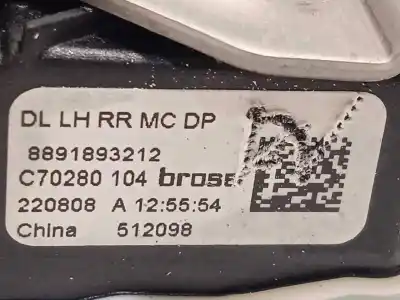 DL LH RR MC DP
8891893212
C70280 104 brose
220808 A 12:55:54
China 512098